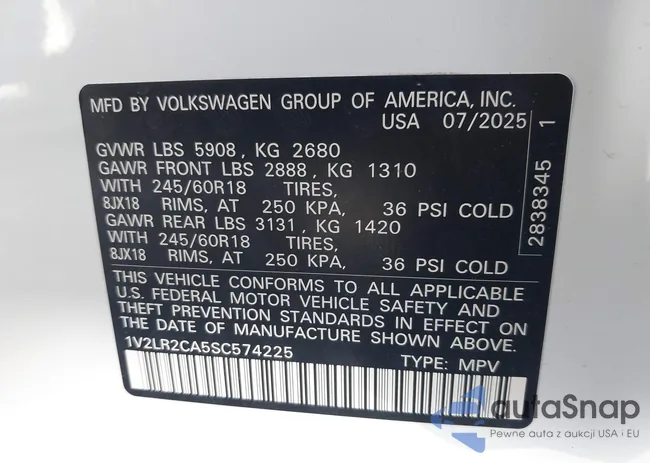 MFD BY VOLKSWAGEN GROUP OF AMERICA, INC.
USA 07/2025
GVWR LBS 5908, KG 2680
GAWR FRONT LBS 2888, KG 1310
WITH 245/60R18 TIRES,
8JX18 RIMS, AT 250 KPA, 36 PSI COLD
GAWR REAR LBS 3131, KG 1420
WITH 245/60R18 TIRES,
8JX18 RIMS, AT 250 KPA, 36 PSI COLD
THIS VEHICLE CONFORMS TO ALL APPLICABLE
U.S. FEDERAL MOTOR VEHICLE SAFETY AND
THEFT PREVENTION STANDARDS IN EFFECT ON
THE DATE OF MANUFACTURE SHOWN ABOVE.
1V2LR2CA5SC574225 TYPE: MPV
2838345 1
autaSnap
Pewne auta z aukcji USA i EU